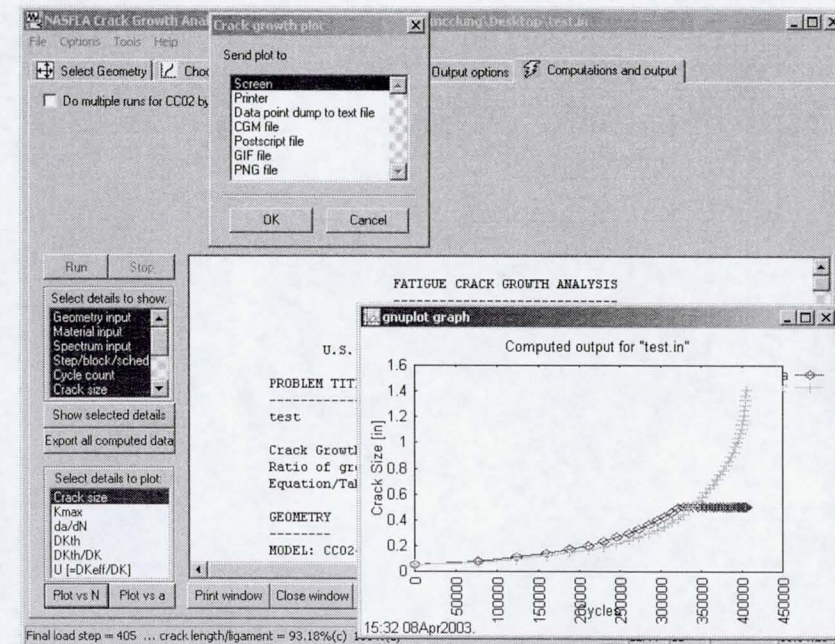 NASFLA Crack Growth Anal
mcclung\Desktop\test.in
File Options Tools Help
Select Geometry
Choo
Output options
Computations and output
Do multiple runs for CC02 by
Crack growth plot
Send plot to
Screen
Printer
Data point dump to text file
CGM file
Postscript file
GIF file
PNG file
OK
Cancel
Run
Stop
Select details to show:
Geometry input
Material input
Spectrum input
Step/block/sched
Cycle count
Crack size
Show selected details
Export all computed data
Select details to plot:
Crack size
Kmax
da/dN
DKth
DKth/DK
U [=DKeff/DK]
Plot vs N
Plot vs a
FATIGUE CRACK GROWTH ANALYSIS
U.S.
PROBLEM TIT
test
Crack Growt
Ratio of gr
Equation/Ta
GEOMETRY
MODEL: CC02-
Print window
Close window
gnuplot graph
Computed output for "test.in"
Crack Size [in]
1.6
1.4
1.2
1
0.8
0.6
0.4
0.2
0
0
50000
100000
150000
200000
250000
300000
350000
400000
450000
Cycles
15:32 08Apr2003.
Final load step = 405 ... crack length/ligament = 93.18%(c)